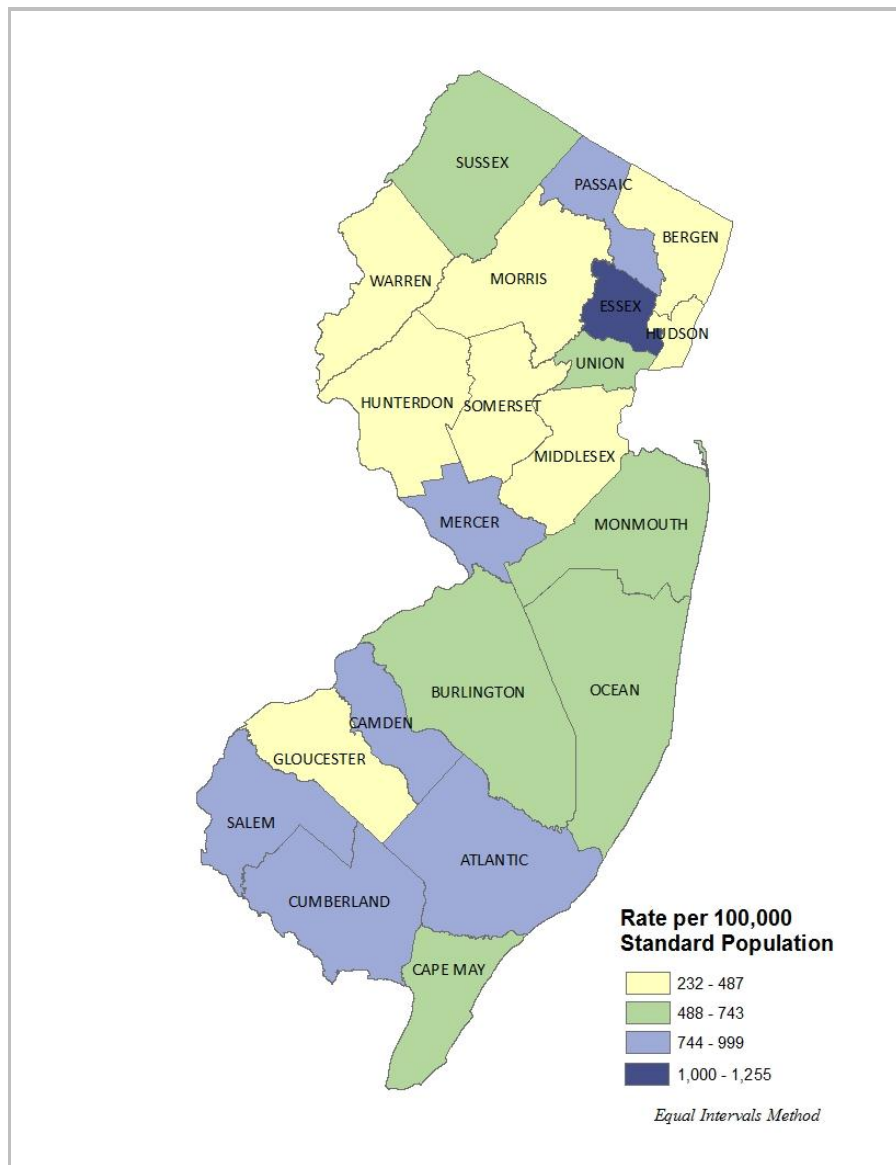 SUSSEX
PASSAIC
BERGEN
WARREN
MORRIS
ESSEX
HUDSON
UNION
HUNTERDON
SOMERSET
MIDDLESEX
MERCER
MONMOUTH
BURLINGTON
OCEAN
CAMDEN
GLOUCESTER
SALEM
ATLANTIC
CUMBERLAND
CAPE MAY
Rate per 100,000
Standard Population
232 - 487
488 - 743
744 - 999
1,000 - 1,255
Equal Intervals Method